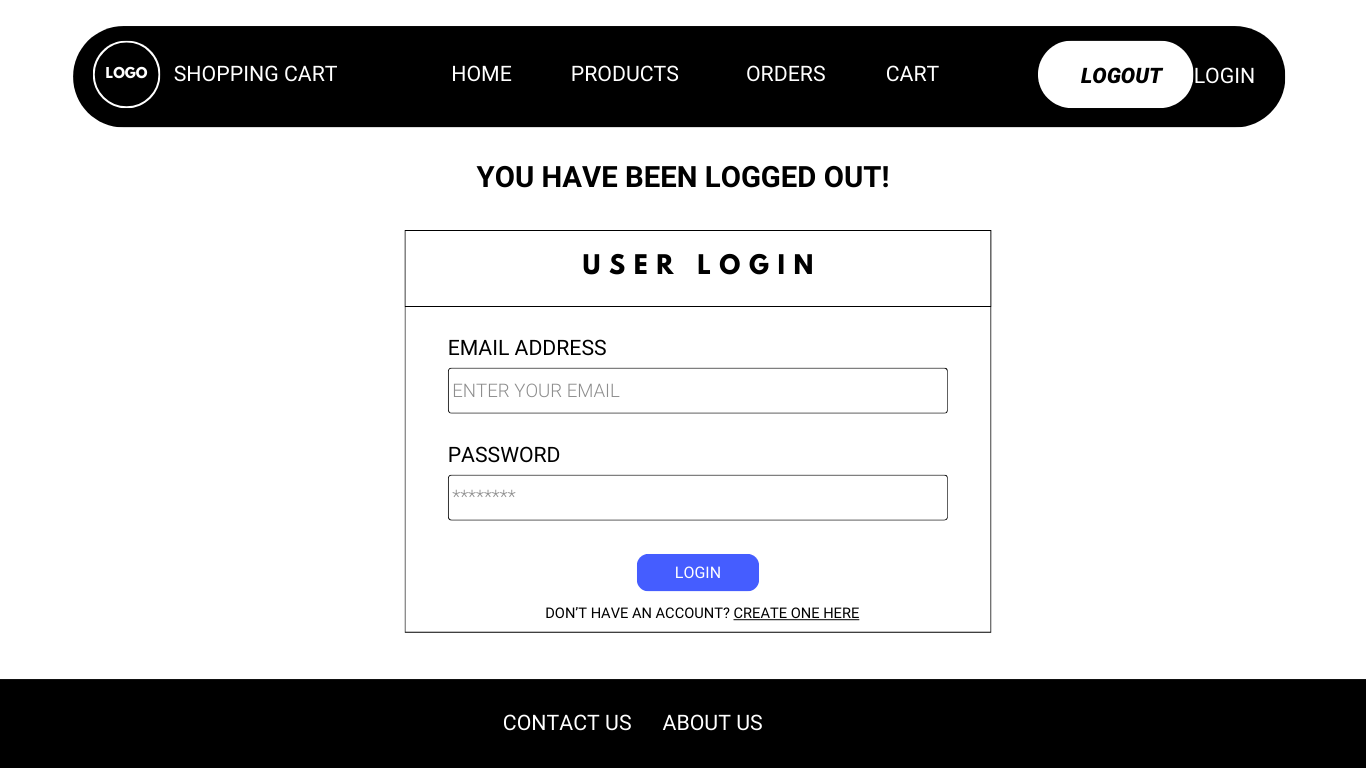 LOGO SHOPPING CART HOME PRODUCTS ORDERS CART LOGOUT LOGIN
YOU HAVE BEEN LOGGED OUT!
USER LOGIN
EMAIL ADDRESS
ENTER YOUR EMAIL
PASSWORD
********
LOGIN
DON'T HAVE AN ACCOUNT? CREATE ONE HERE
CONTACT US ABOUT US